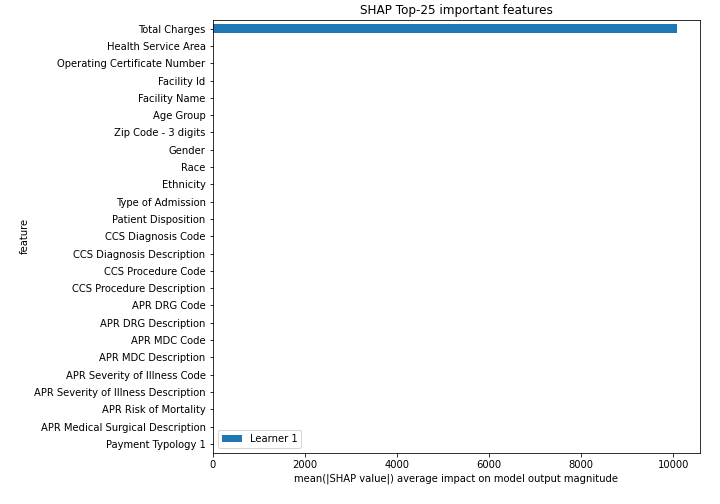 SHAP Top-25 important features
Total Charges
Health Service Area
Operating Certificate Number
Facility Id
Facility Name
Age Group
Zip Code - 3 digits
Gender
Race
Ethnicity
Type of Admission
Patient Disposition
CCS Diagnosis Code
CCS Diagnosis Description
CCS Procedure Code
CCS Procedure Description
APR DRG Code
APR DRG Description
APR MDC Code
APR MDC Description
APR Severity of Illness Code
APR Severity of Illness Description
APR Risk of Mortality
APR Medical Surgical Description
Payment Typology 1
feature
Learner 1
0 2000 4000 6000 8000 10000
mean(|SHAP value|) average impact on model output magnitude